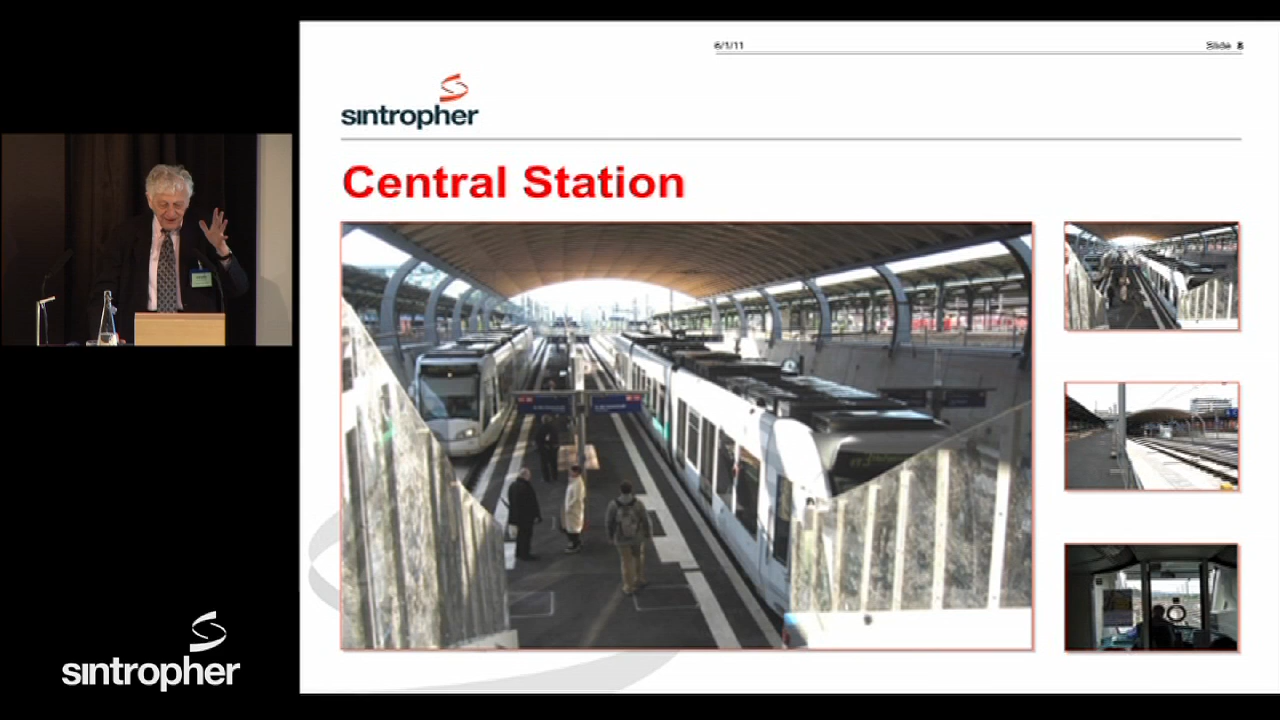 6/1/11
Slide 8
sintropher
Central Station
sintropher